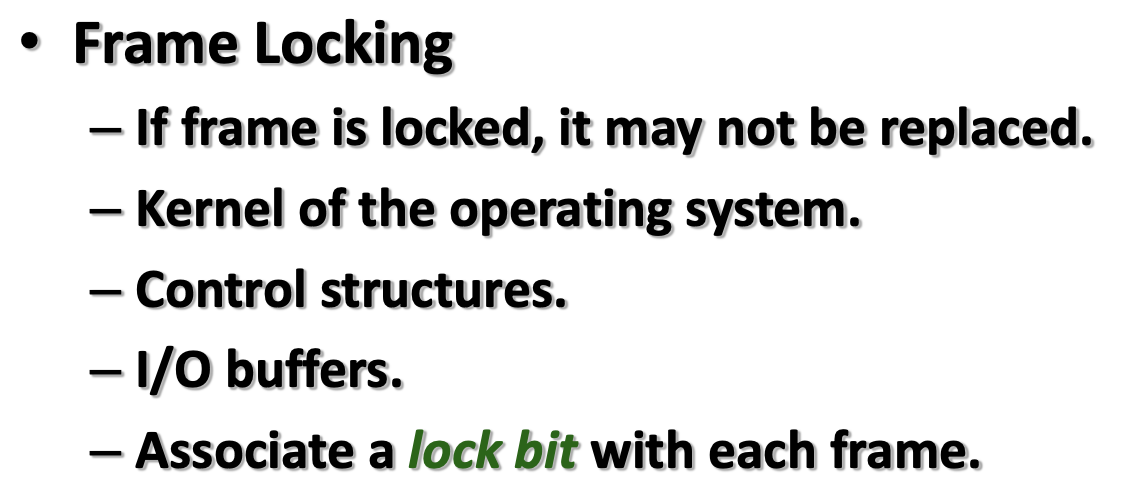 • Frame Locking
– If frame is locked, it may not be replaced.
– Kernel of the operating system.
– Control structures.
– I/O buffers.
– Associate a lock bit with each frame.